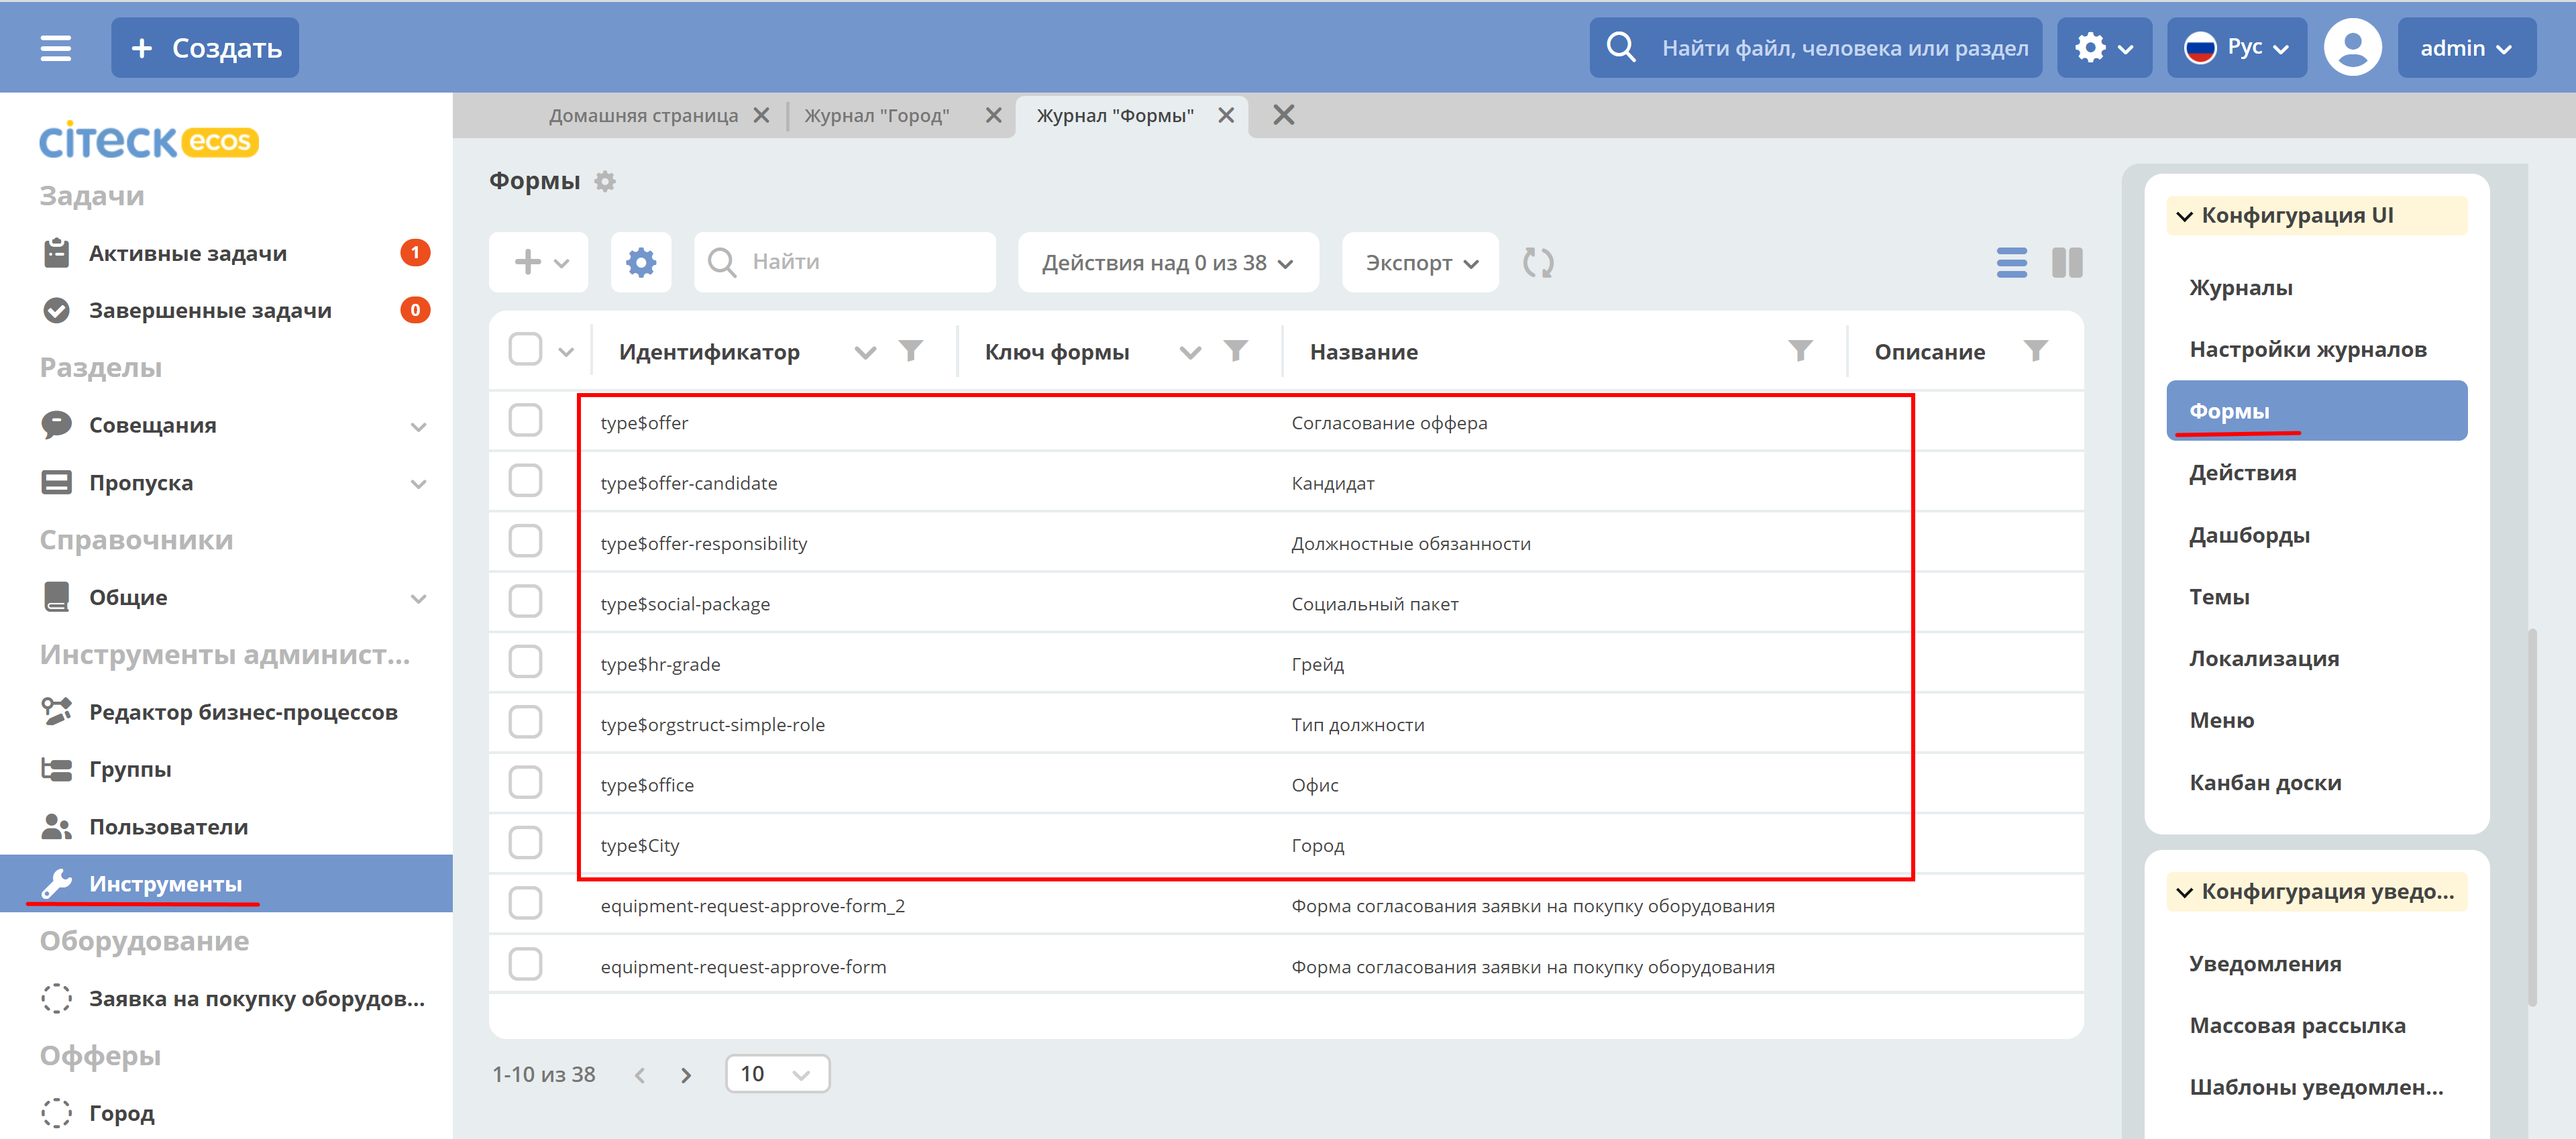 Создать
Найти файл, человека или раздел
Рус
admin
citeck ecos
Задачи
Активные задачи 1
Завершенные задачи 0
Разделы
Совещания
Пропуска
Справочники
Общие
Инструменты админист...
Редактор бизнес-процессов
Группы
Пользователи
Инструменты
Оборудование
Заявка на покупку оборудов...
Офферы
Город
Домашняя страница
Журнал "Город"
Журнал "Формы"
Формы
Найти
Действия над 0 из 38
Экспорт
Идентификатор Ключ формы Название Описание
type$offer Согласование оффера
type$offer-candidate Кандидат
type$offer-responsibility Должностные обязанности
type$social-package Социальный пакет
type$hr-grade Грейд
type$orgstruct-simple-role Тип должности
type$office Офис
type$City Город
equipment-request-approve-form_2 Форма согласования заявки на покупку оборудования
equipment-request-approve-form Форма согласования заявки на покупку оборудования
1-10 из 38
10
Конфигурация UI
Журналы
Настройки журналов
Формы
Действия
Дашборды
Темы
Локализация
Меню
Канбан доски
Конфигурация уведо...
Уведомления
Массовая рассылка
Шаблоны уведомлен...